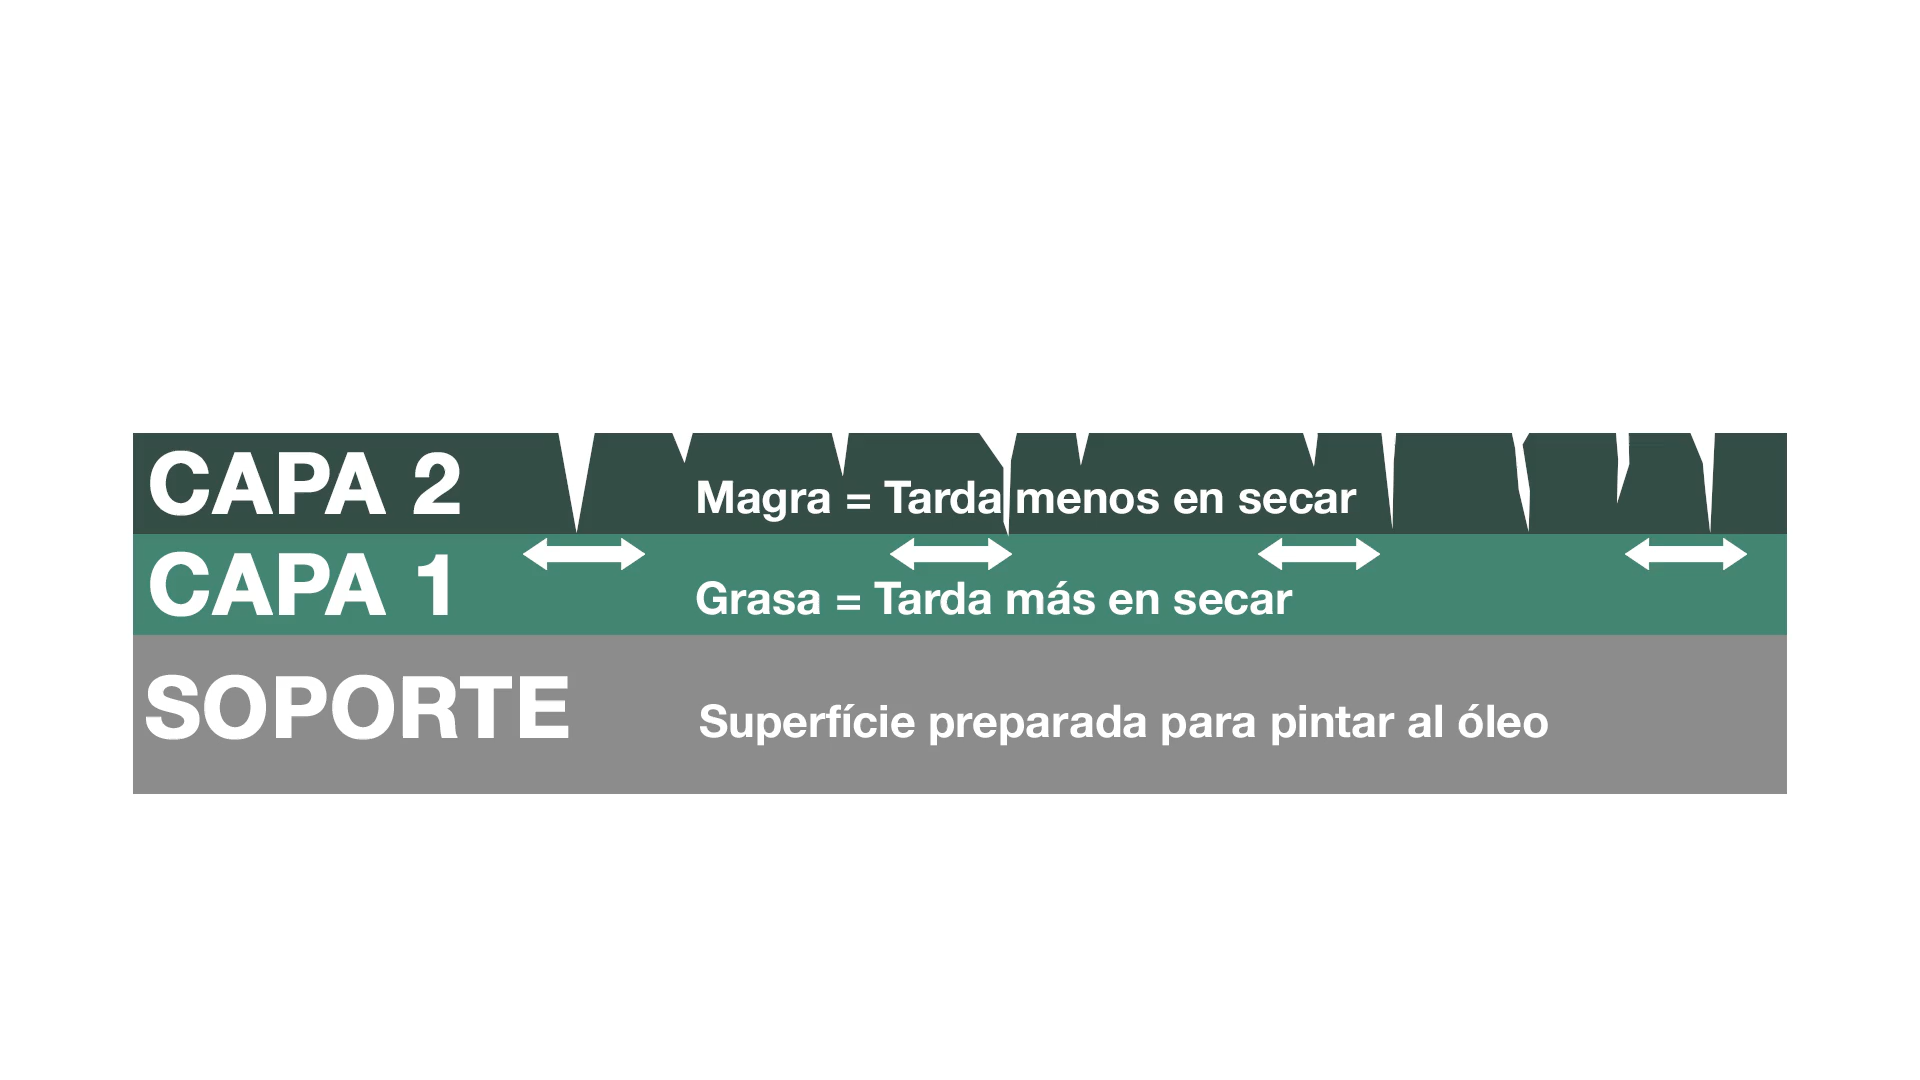 CAPA 2
Magra = Tarda menos en secar
CAPA 1
Grasa = Tarda más en secar
SOPORTE
Superfície preparada para pintar al óleo